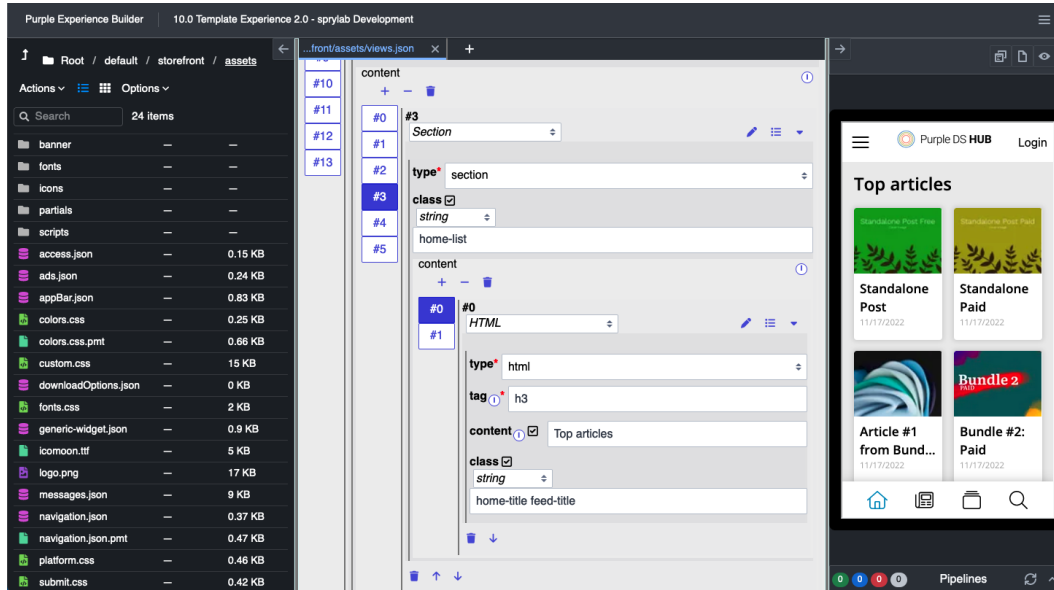 Purple Experience Builder
10.0 Template Experience 2.0 - sprylab Development
Root / default / storefront / assets
Actions
Options
Search
24 items
banner — —
fonts — —
icons — —
partials — —
scripts — —
access.json — 0.15 KB
ads.json — 0.24 KB
appBar.json — 0.83 KB
colors.css — 0.25 KB
colors.css.pmt — 0.66 KB
custom.css — 15 KB
downloadOptions.json — 0 KB
fonts.css — 2 KB
generic-widget.json — 0.9 KB
icomoon.ttf — 5 KB
logo.png — 17 KB
messages.json — 9 KB
navigation.json — 0.37 KB
navigation.json.pmt — 0.47 KB
platform.css — 0.46 KB
submit.css — 0.42 KB
...front/assets/views.json × +
#10
#11
#12
#13
content
+ −
#0
#1
#2
#3
#4
#5
#3
Section
type*
section
class
string
home-list
content
+ −
#0
#1
#0
HTML
type*
html
tag *
h3
content
Top articles
class
string
home-title feed-title
Purple DS HUB
Login
Top articles
Standalone Post Free
Standalone
Post
11/17/2022
Standalone Post Paid
Standalone
Paid
11/17/2022
Article #1
from Bund...
11/17/2022
Bundle 2
PAID
Bundle #2:
Paid
11/17/2022
0 0 0 0
Pipelines